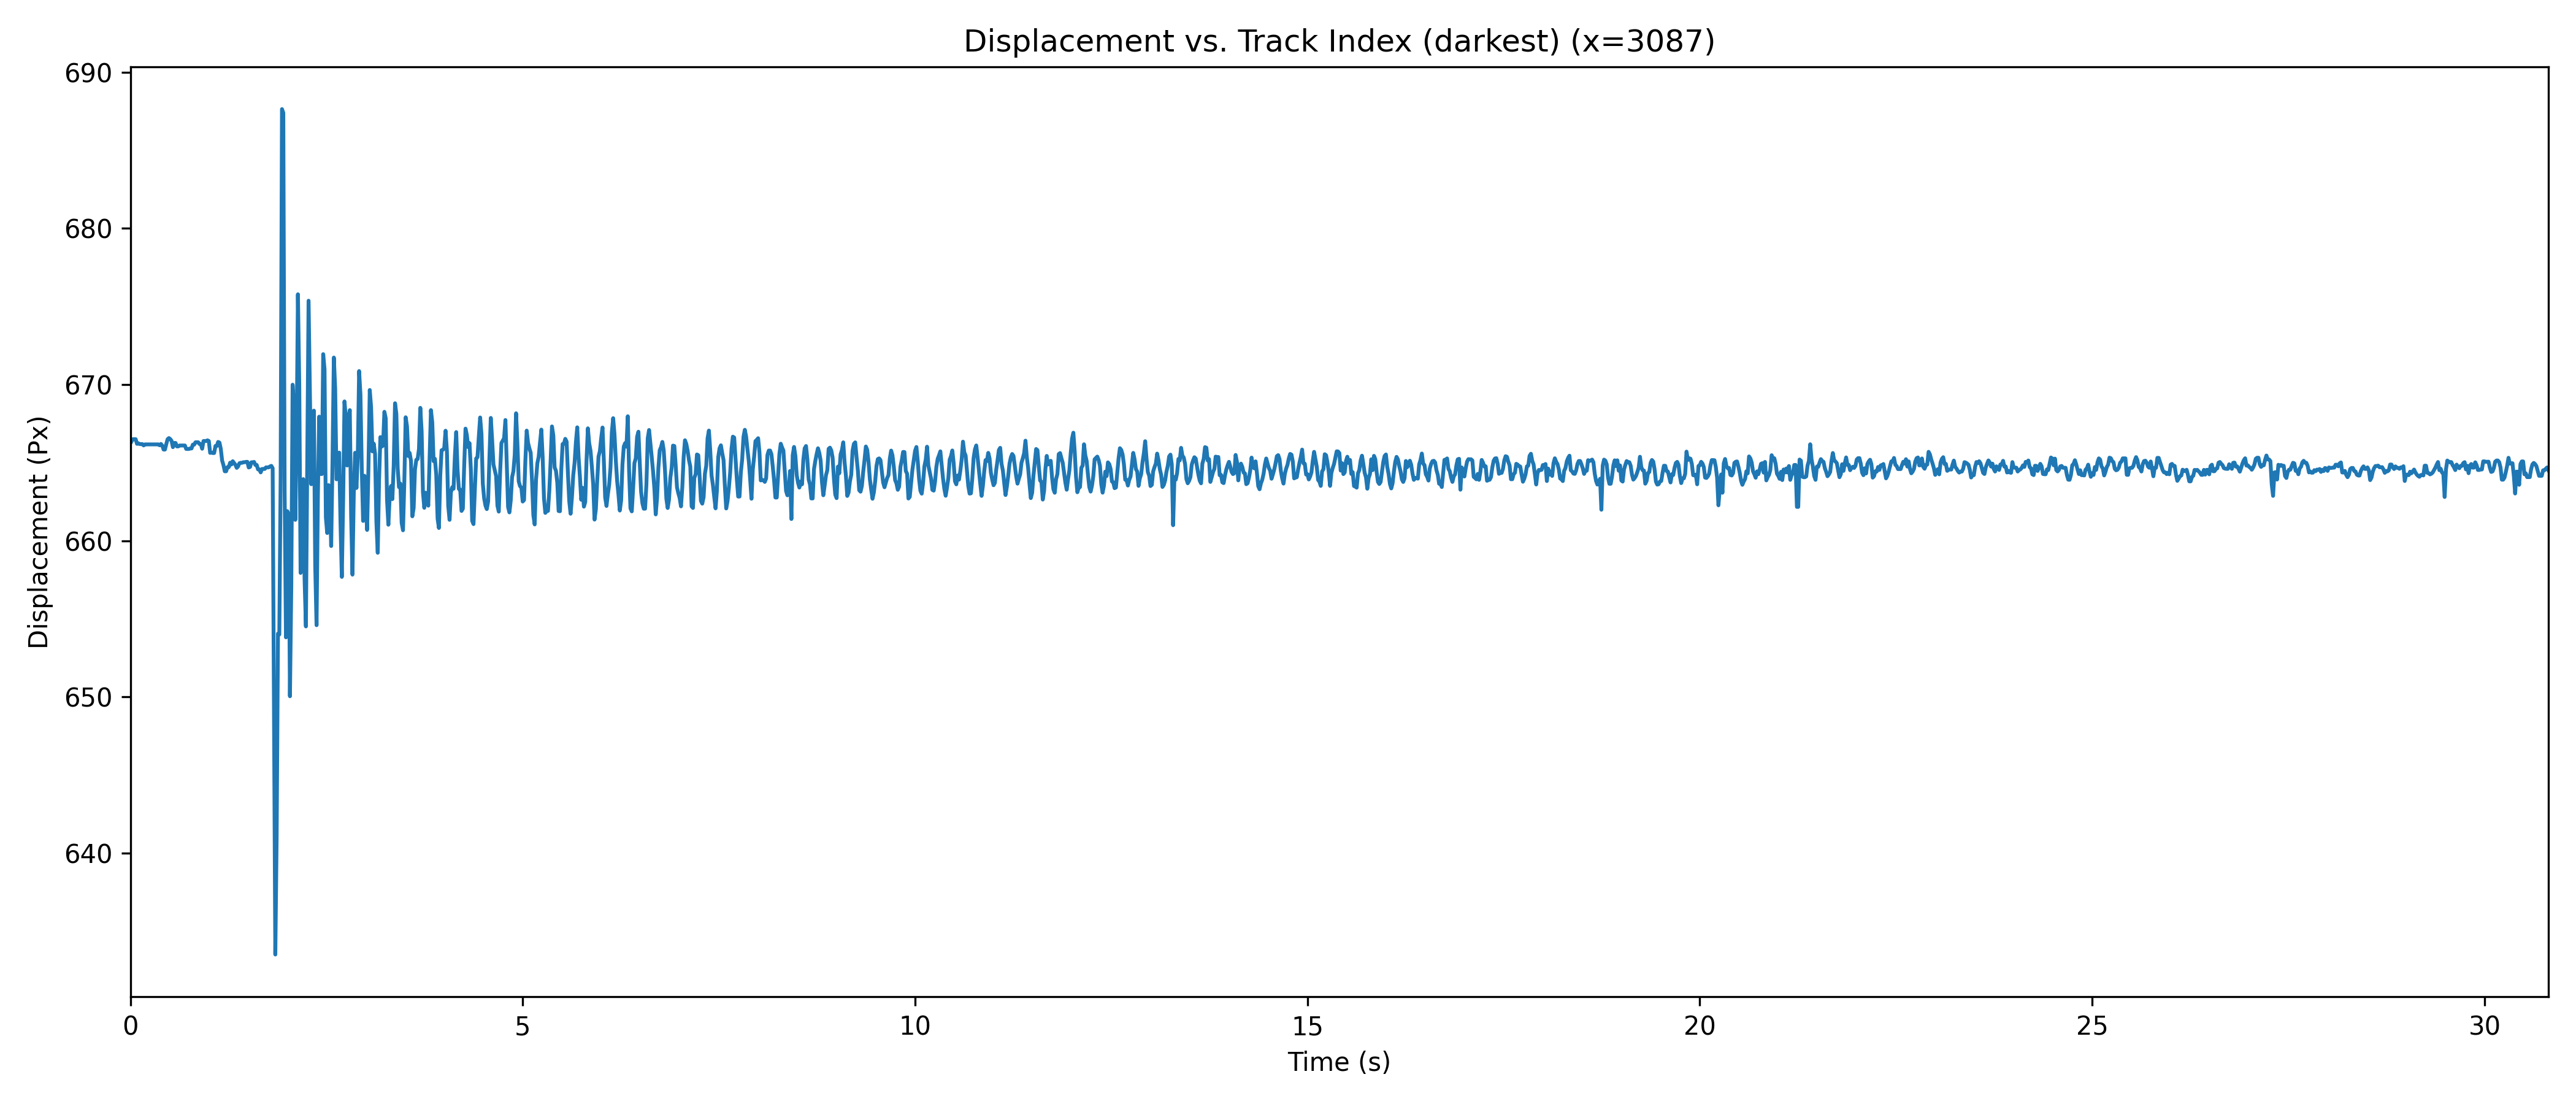 Displacement vs. Track Index (darkest) (x=3087)
690
680
670
660
650
640
Displacement (Px)
0 5 10 15 20 25 30
Time (s)